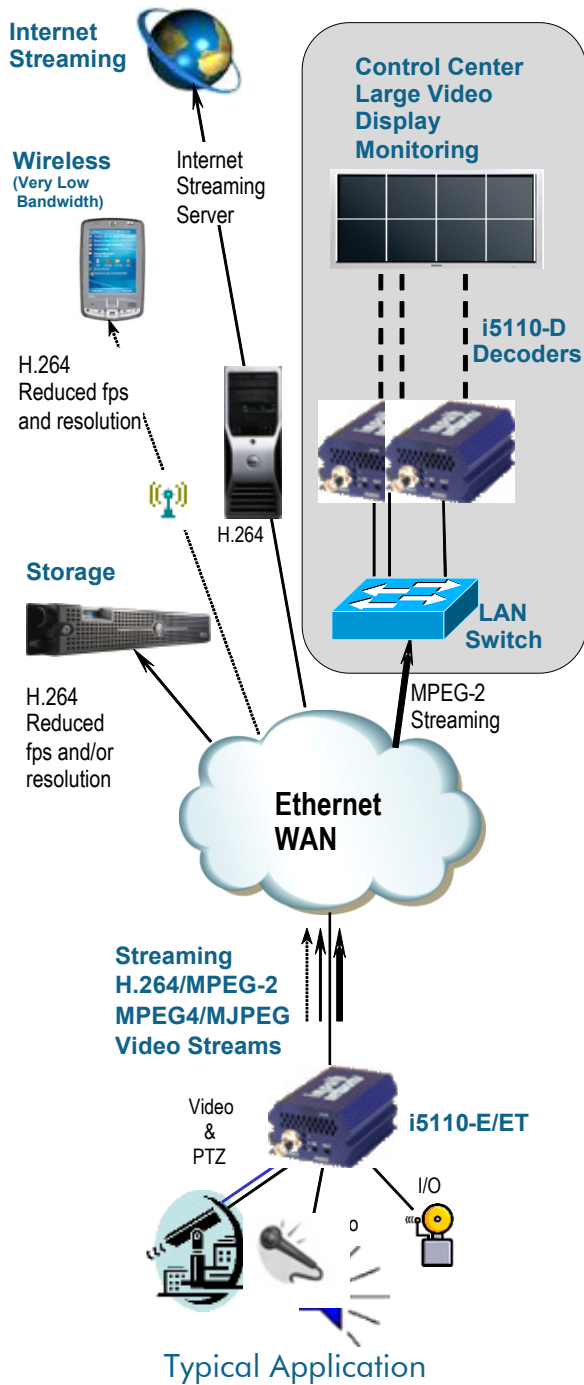 Internet
Streaming
Control Center
Large Video
Display
Monitoring
Wireless
(Very Low
Bandwidth)
Internet
Streaming
Server
i5110-D
Decoders
H.264
Reduced fps
and resolution
H.264
Storage
LAN
Switch
H.264
Reduced
fps and/or
resolution
MPEG-2
Streaming
Ethernet
WAN
Streaming
H.264/MPEG-2
MPEG4/MJPEG
Video Streams
i5110-E/ET
Video
&
PTZ
I/O
o
Typical Application